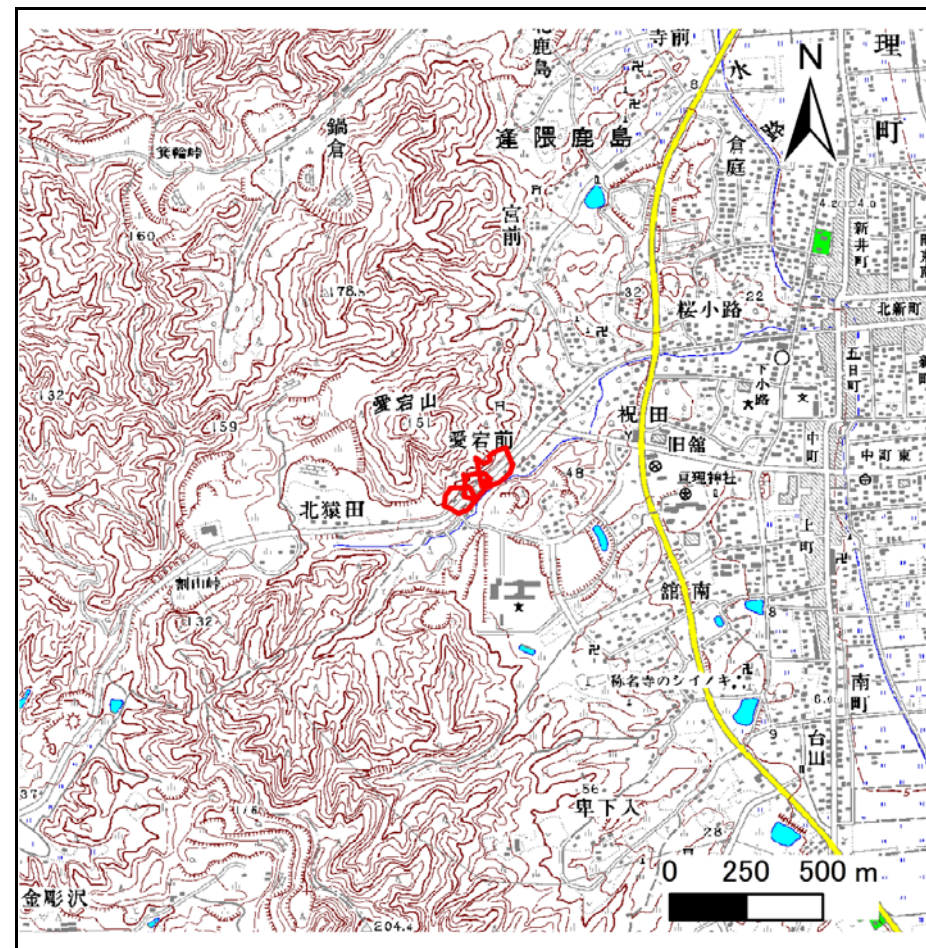 鹿島
寺前
水路
理町
N
鍋倉
逢隈鹿島
倉庭
箕輪峠
宮前
新井町
160
178
32
22
桜小路
北新町
五日町
132
愛宕山
151
159
下小路
祝田
愛宕前
旧舘
中町
中町東
48
亘理神社
北猿田
上町
割山峠
舘南
132
8
称名寺のシイノキ
南町
9
台山
56
卑下入
28
0 250 500 m
金彫沢
204.4